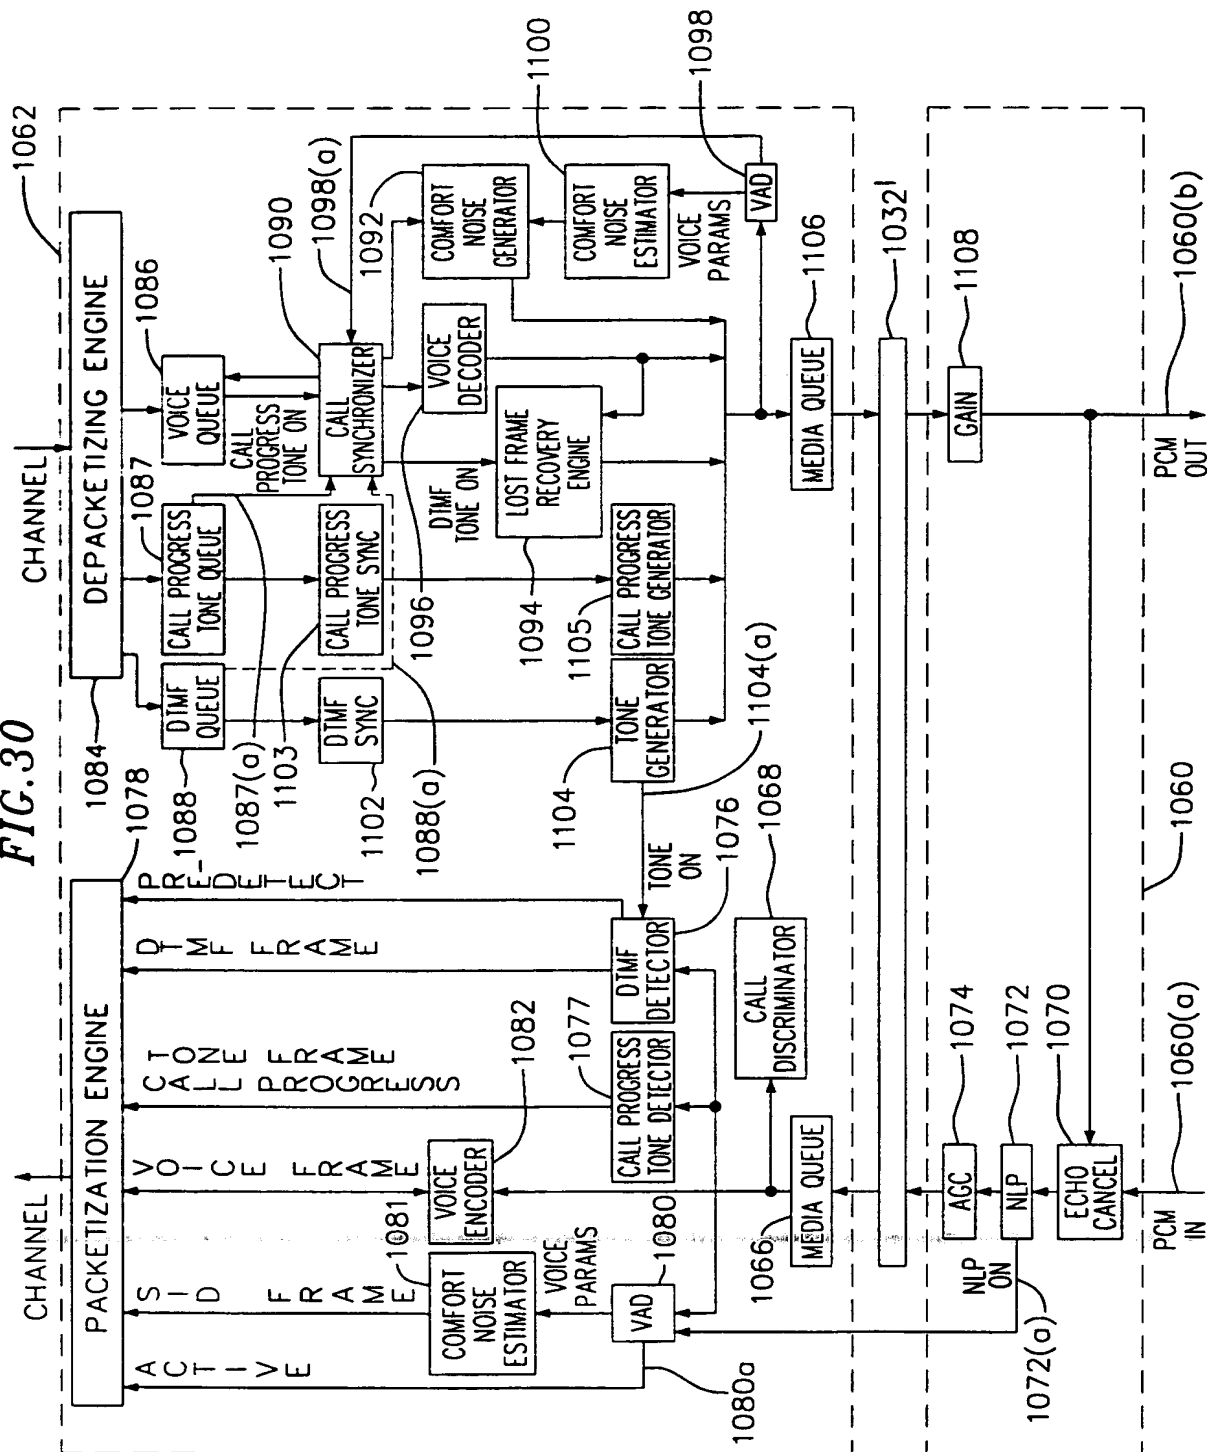 FIG.30
CHANNEL
CHANNEL
1062
PACKETIZATION ENGINE
1078
1084
DEPACKETIZING ENGINE
ACTIVE
SID FRAME
VOICE FRAME
CALL PROGRESS
TONE FRAME
DTMF FRAME
PRE-DETECT
1088
DTMF
QUEUE
1087
CALL PROGRESS
TONE QUEUE
VOICE
QUEUE
1086
1087(a)
1103
CALL
PROGRESS
TONE ON
1090
1098(a)
1102
DTMF
SYNC
CALL PROGRESS
TONE SYNC
CALL
SYNCHRONIZER
1092
1088(a)
1096
DTMF
TONE ON
COMFORT
NOISE
ESTIMATOR
1081
VOICE
ENCODER
1082
VOICE
DECODER
COMFORT
NOISE
GENERATOR
1100
LOST FRAME
RECOVERY
ENGINE
1094
COMFORT
NOISE
ESTIMATOR
1098
VOICE
PARAMS
VOICE
PARAMS
1080
VAD
1077
CALL PROGRESS
TONE DETECTOR
DTMF
DETECTOR
1076
TONE
ON
1104
TONE
GENERATOR
1105
CALL PROGRESS
TONE GENERATOR
1104(a)
VAD
1080a
1068
CALL
DISCRIMINATOR
1066
MEDIA QUEUE
MEDIA QUEUE
1106
1032'
NLP
ON
1072(a)
AGC
1074
NLP
1072
ECHO
CANCEL
1070
GAIN
1108
PCM
IN
1060(a)
1060
PCM
OUT
1060(b)